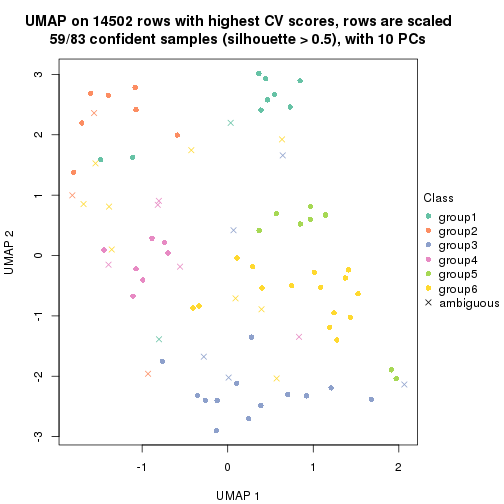 UMAP on 14502 rows with highest CV scores, rows are scaled
59/83 confident samples (silhouette > 0.5), with 10 PCs
3
2
1
0
-1
-2
-3
UMAP 2
-1
0
1
2
UMAP 1
Class
group1
group2
group3
group4
group5
group6
ambiguous